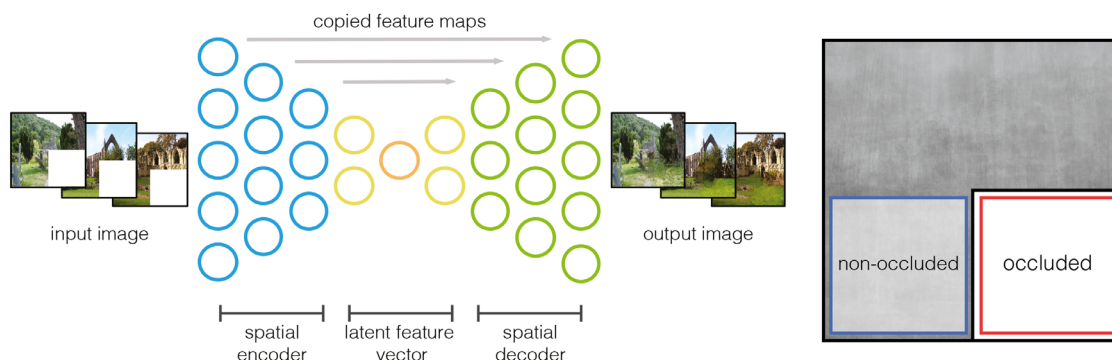 copied feature maps
input image
output image
non-occluded
occluded
spatial
encoder
latent feature
vector
spatial
decoder